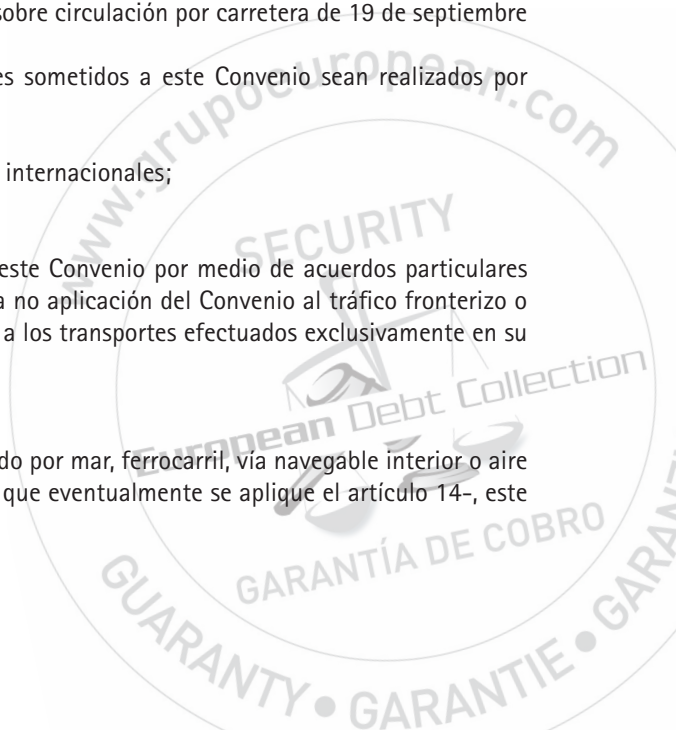 sobre circulación por carretera de 19 de septiembre
es sometidos a este Convenio sean realizados por
internacionales;
este Convenio por medio de acuerdos particulares
a no aplicación del Convenio al tráfico fronterizo o
a los transportes efectuados exclusivamente en su
do por mar, ferrocarril, vía navegable interior o aire
que eventualmente se aplique el artículo 14-, este
www.grupoeuropean.com
SECURITY
European Debt Collection
GARANTÍA DE COBRO
GUARANTY • GARANTIE • GARANT